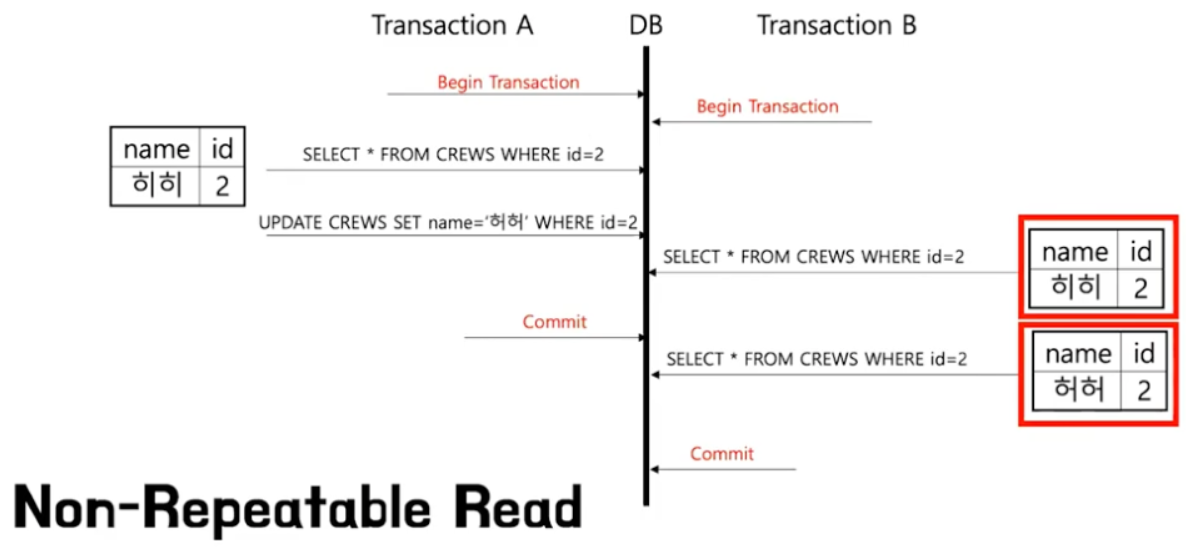 Transaction A DB Transaction B
Begin Transaction
Begin Transaction
name id
히히 2
SELECT * FROM CREWS WHERE id=2
UPDATE CREWS SET name=‘허허’ WHERE id=2
SELECT * FROM CREWS WHERE id=2
name id
히히 2
Commit
SELECT * FROM CREWS WHERE id=2
name id
허허 2
Commit
Non-Repeatable Read